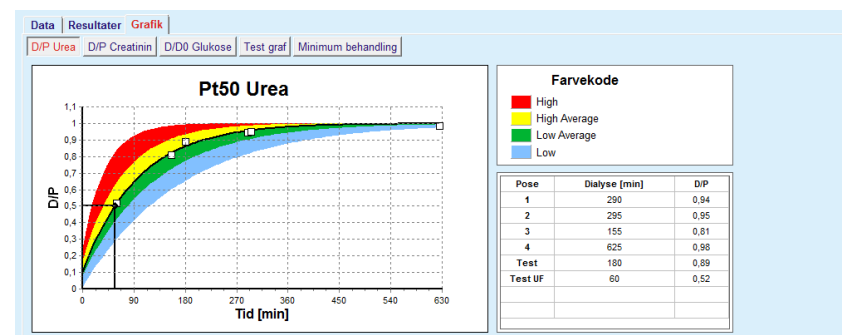 Data Resultater Grafik
D/P Urea D/P Creatinin D/D0 Glukose Test graf Minimum behandling
Pt50 Urea
D/P
1,1
1
0,9
0,8
0,7
0,6
0,5
0,4
0,3
0,2
0,1
0
0 90 180 270 360 450 540 630
Tid [min]
Farvekode
High
High Average
Low Average
Low
Pose Dialyse [min] D/P
1 290 0,94
2 295 0,95
3 155 0,81
4 625 0,98
Test 180 0,89
Test UF 60 0,52